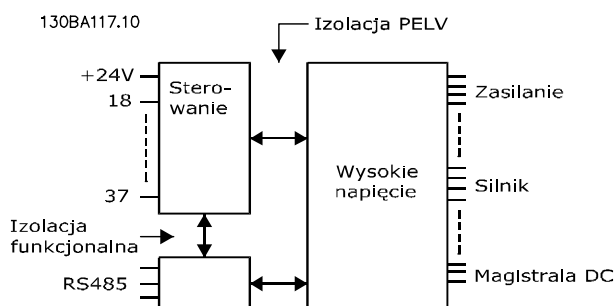 130BA117.10
Izolacja PELV
+24V
18
37
Stero-
wanie
Wysokie
napięcie
Zasilanie
Silnik
Magistrala DC
Izolacja
funkcjonalna
RS485